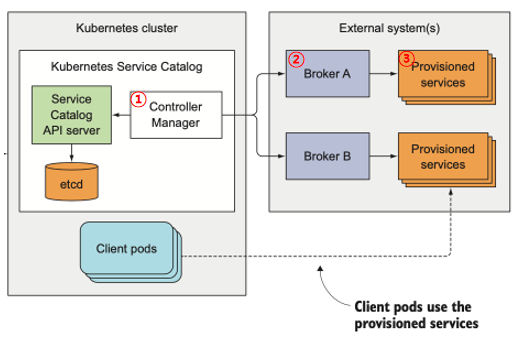 Kubernetes cluster
External system(s)
Kubernetes Service Catalog
Service
Catalog
API server
①
Controller
Manager
etcd
Client pods
②
Broker A
③
Provisioned
services
Broker B
Provisioned
services
Client pods use the
provisioned services